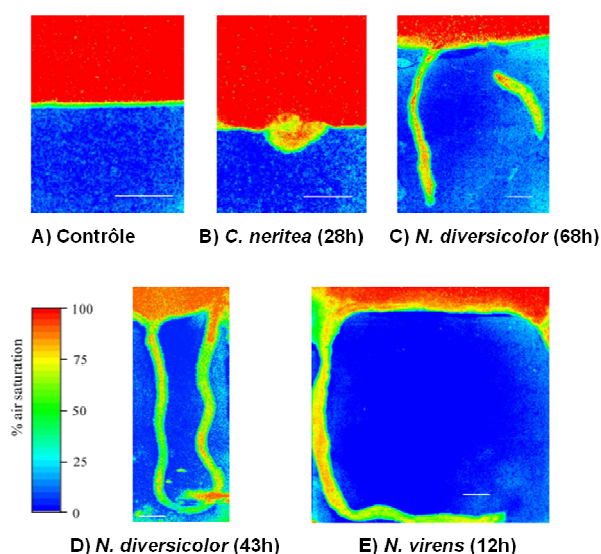 A) Contrôle
B) C. neritea (28h)
C) N. diversicolor (68h)
% air saturation
100
75
50
25
0
D) N. diversicolor (43h)
E) N. virens (12h)